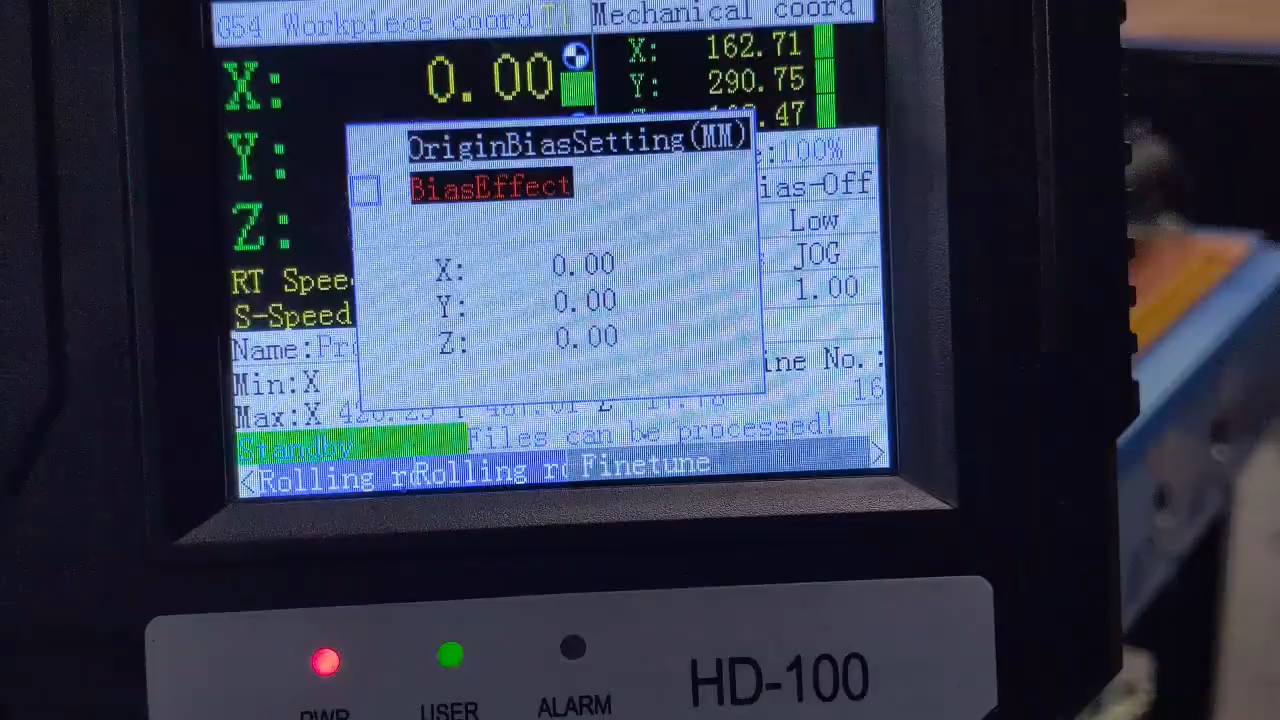 G54 Workpiece coord T1 Mechanical coord
X: 0.00 X: 162.71
Y: Y: 290.75
Z: .47
OriginBiasSetting(MM)
BiasEffect
X: 0.00
Y: 0.00
Z: 0.00
:100%
ias-Off
Low
JOG
1.00
RT Spee
S-Speed
Name:Pr
Min:X
ine No.:
Max:X
16
Standby Files can be processed!
<Rolling r Rolling r Finetune >
PWR USER ALARM HD-100